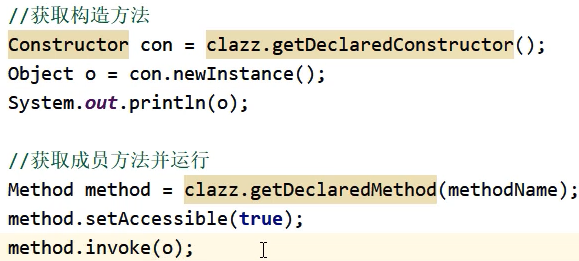 //获取构造方法
Constructor con = clazz.getDeclaredConstructor();
Object o = con.newInstance();
System.out.println(o);
//获取成员方法并运行
Method method = clazz.getDeclaredMethod(methodName);
method.setAccessible(true);
method.invoke(o);